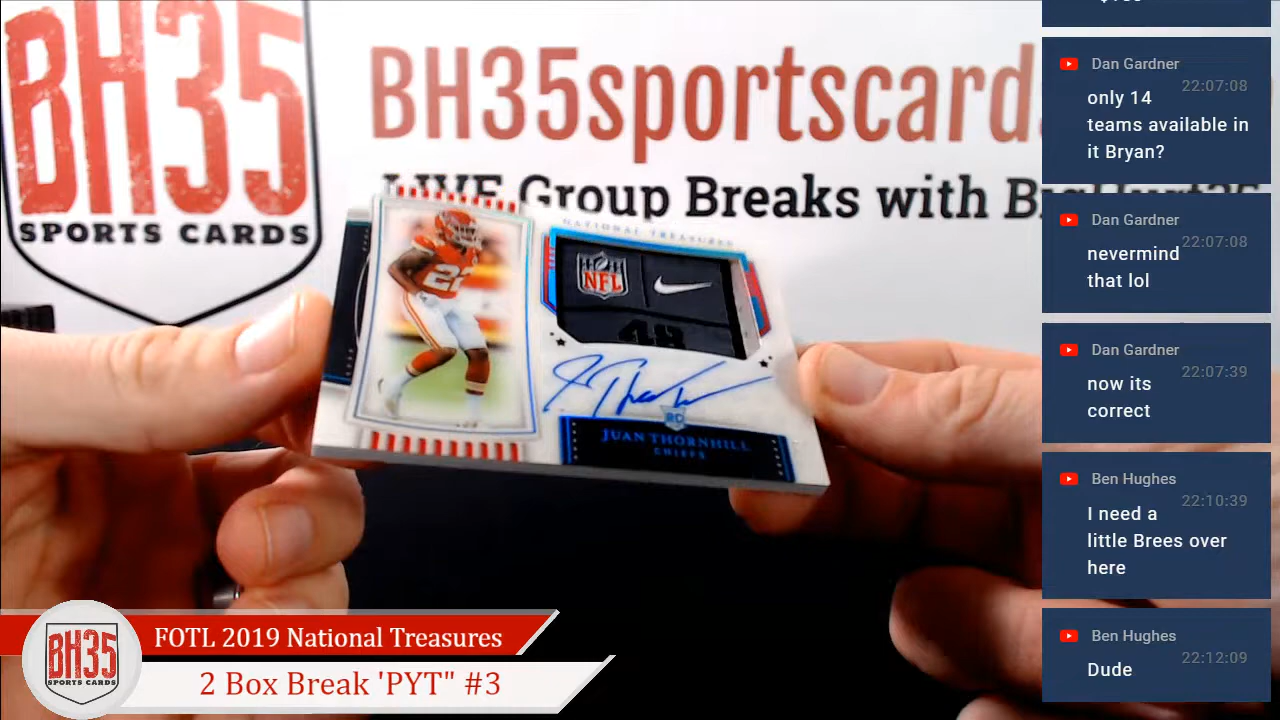 BH35
SPORTS CARDS
BH35sportscard
LIVE Group Breaks with
NATIONAL TREASURES
22
NFL
RC
JUAN THORNHILL
CHIEFS
BH35
SPORTS CARDS
FOTL 2019 National Treasures
2 Box Break 'PYT" #3
Dan Gardner
22:07:08
only 14
teams available in
it Bryan?
Dan Gardner
22:07:08
nevermind
that lol
Dan Gardner
22:07:39
now its
correct
Ben Hughes
22:10:39
I need a
little Brees over
here
Ben Hughes
22:12:09
Dude